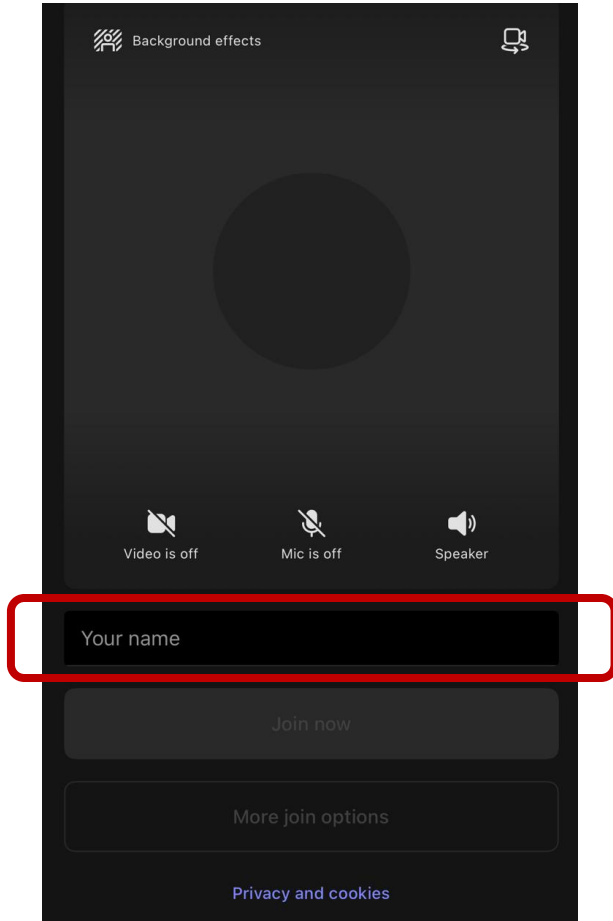 Background effects
Video is off
Mic is off
Speaker
Your name
Join now
More join options
Privacy and cookies